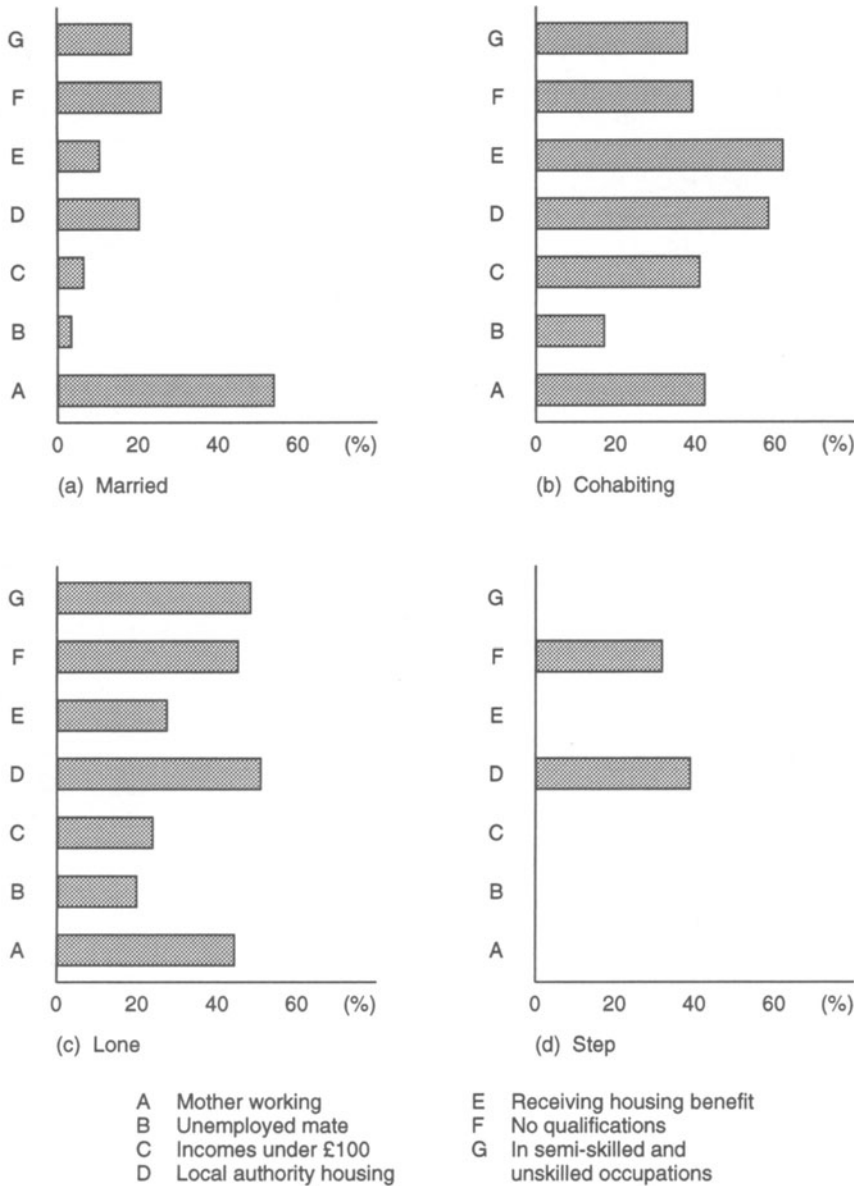 G
F
E
D
C
B
A
0 20 40 60 (%)
(a) Married
G
F
E
D
C
B
A
0 20 40 60 (%)
(b) Cohabiting
G
F
E
D
C
B
A
0 20 40 60 (%)
(c) Lone
G
F
E
D
C
B
A
0 20 40 60 (%)
(d) Step
A Mother working
B Unemployed mate
C Incomes under £100
D Local authority housing
E Receiving housing benefit
F No qualifications
G In semi-skilled and
unskilled occupations